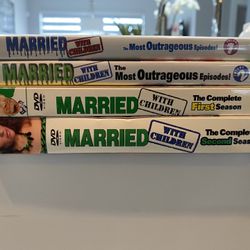 MARRIED WITH CHILDREN The Most Outrageous Episodes!
MARRIED WITH CHILDREN The Most Outrageous Episodes!
DVD MARRIED WITH CHILDREN The Complete First Season
DVD MARRIED WITH CHILDREN The Complete Second Season